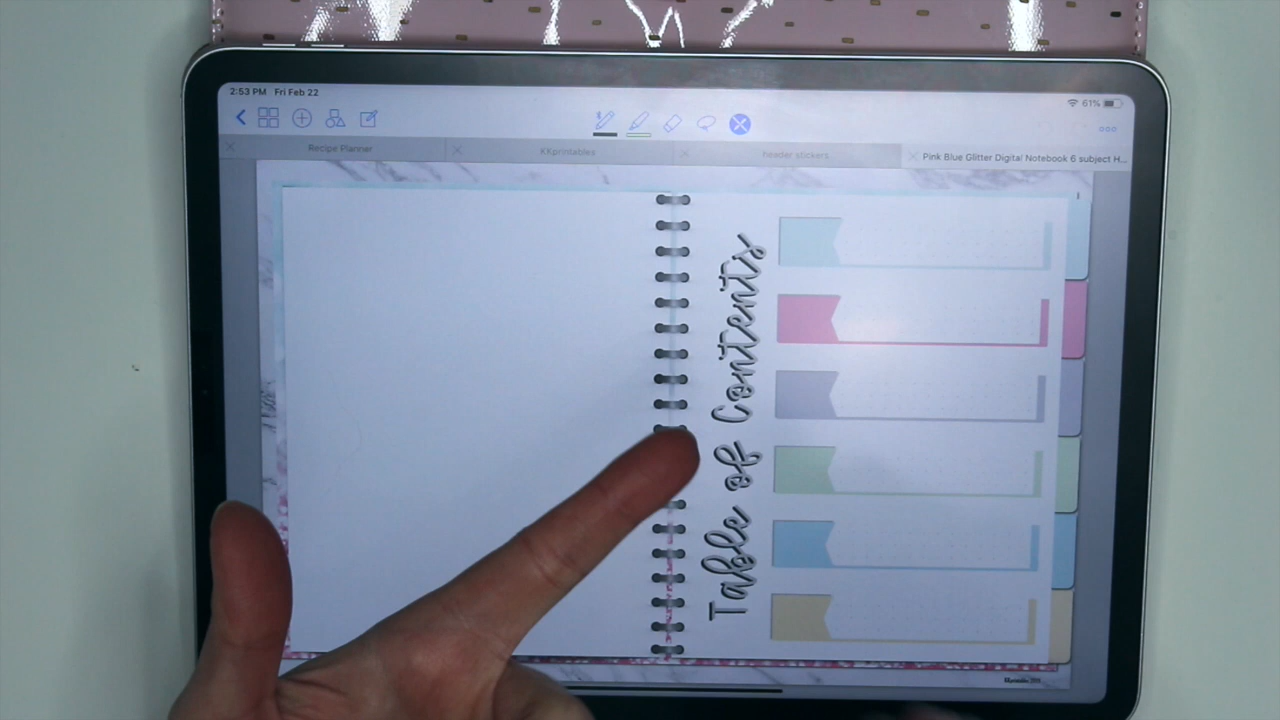 2:53 PM Fri Feb 22
61%
Recipe Planner
KKprintables
header stickers
Pink Blue Glitter Digital Notebook 6 subject H...
Table of Contents